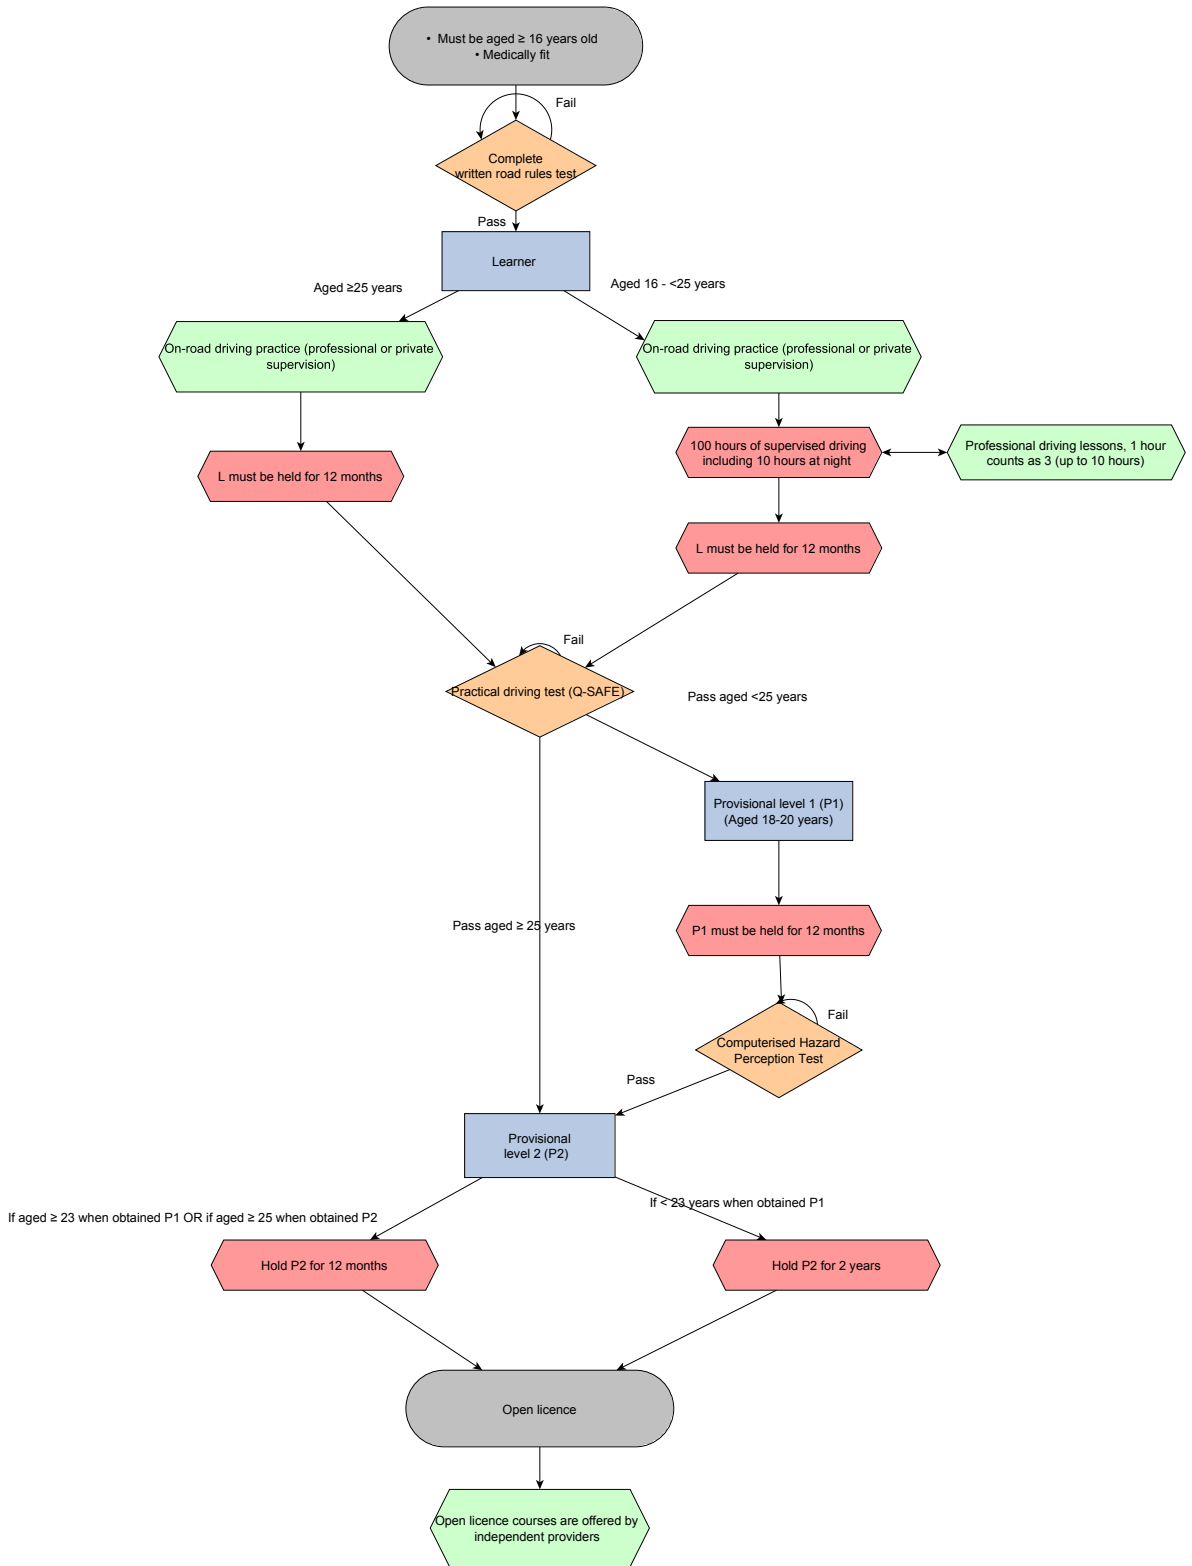 • Must be aged ≥ 16 years old
• Medically fit
Fail
Complete
written road rules test
Pass
Learner
Aged ≥25 years
Aged 16 - <25 years
On-road driving practice (professional or private
supervision)
On-road driving practice (professional or private
supervision)
100 hours of supervised driving
including 10 hours at night
Professional driving lessons, 1 hour
counts as 3 (up to 10 hours)
L must be held for 12 months
L must be held for 12 months
Fail
Practical driving test (Q-SAFE)
Pass aged <25 years
Provisional level 1 (P1)
(Aged 18-20 years)
Pass aged ≥ 25 years
P1 must be held for 12 months
Fail
Computerised Hazard
Perception Test
Pass
Provisional
level 2 (P2)
If < 23 years when obtained P1
If aged ≥ 23 when obtained P1 OR if aged ≥ 25 when obtained P2
Hold P2 for 12 months
Hold P2 for 2 years
Open licence
Open licence courses are offered by
independent providers